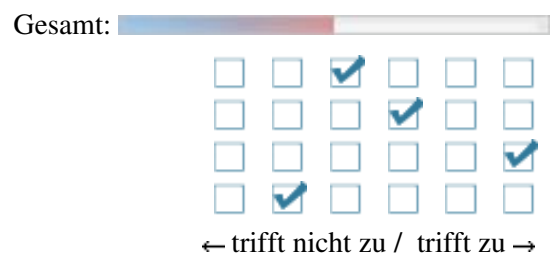 Gesamt:
← trifft nicht zu / trifft zu →